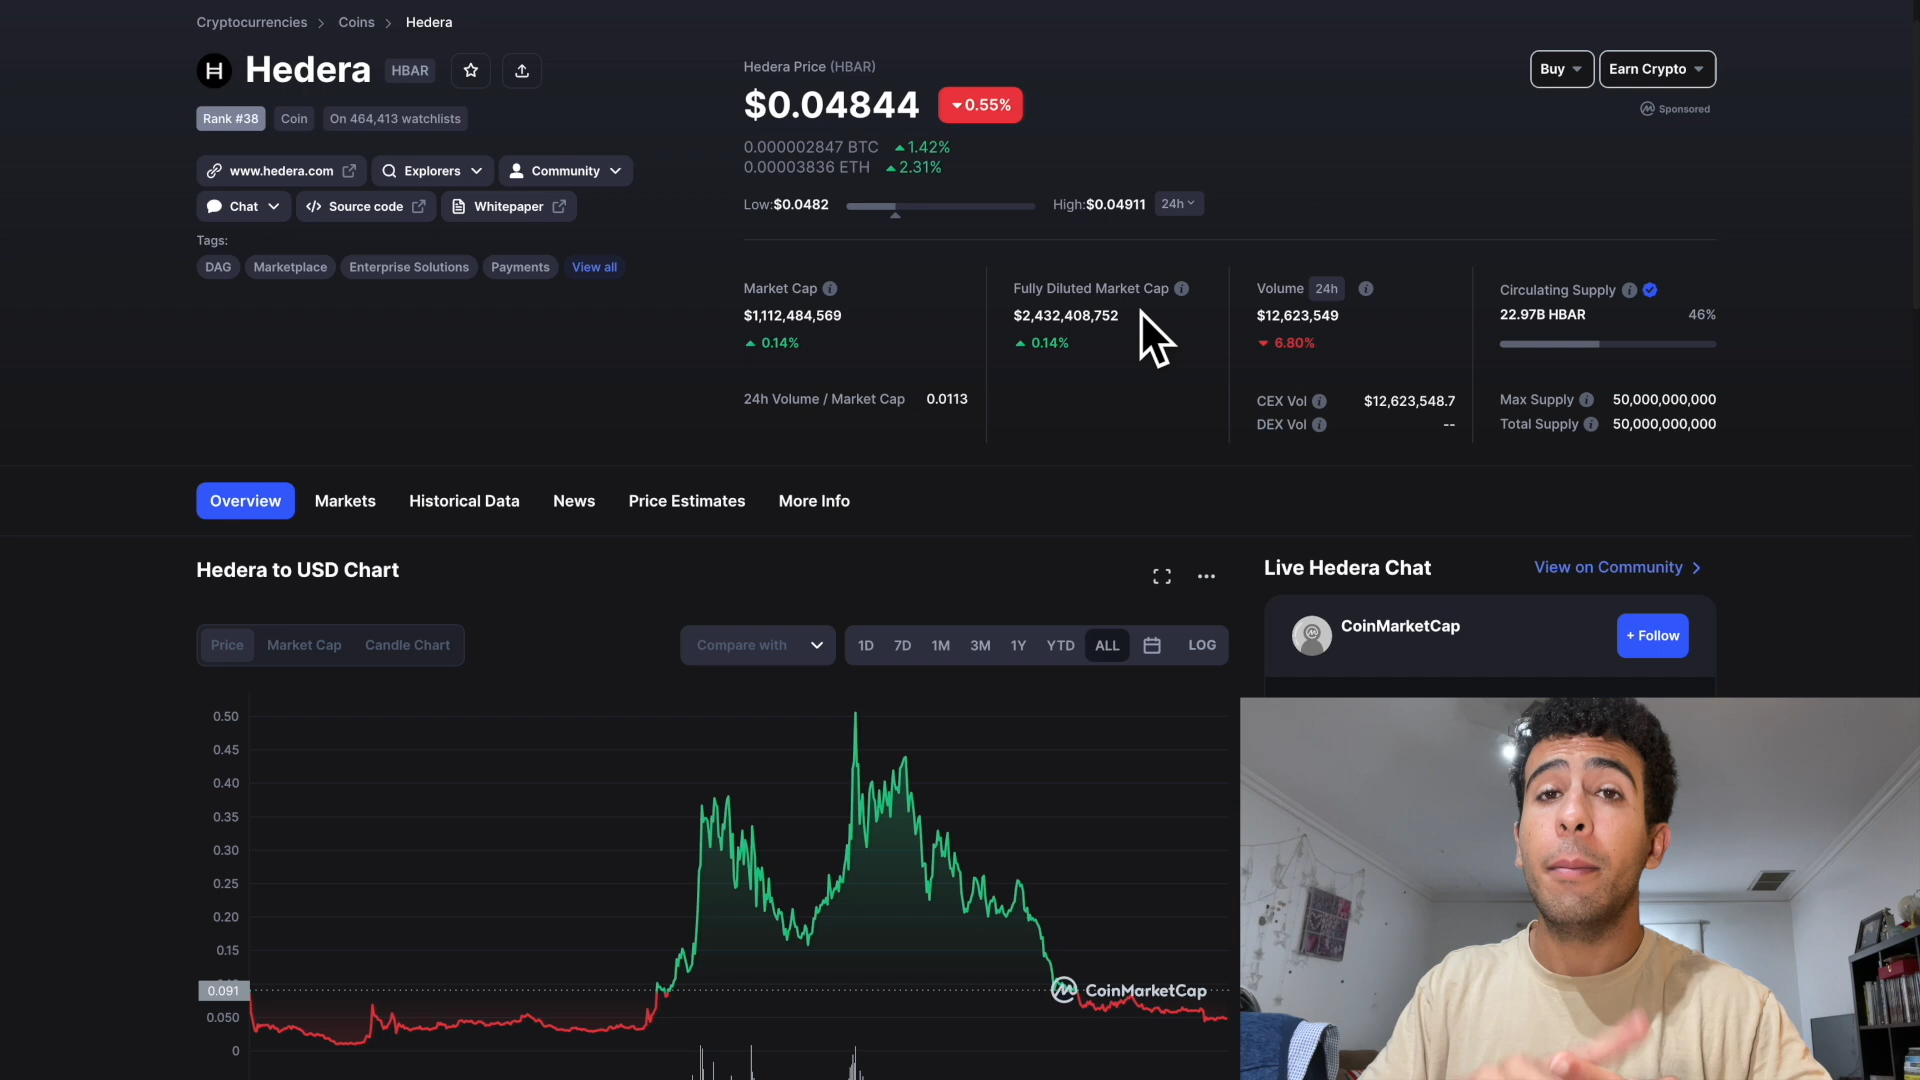 Cryptocurrencies > Coins > Hedera
Hedera HBAR
Rank #38 Coin On 464,413 watchlists
www.hedera.com Explorers Community
Chat Source code Whitepaper
Tags:
DAG Marketplace Enterprise Solutions Payments View all
Hedera Price (HBAR)
$0.04844 0.55%
0.000002847 BTC 1.42%
0.00003836 ETH 2.31%
Low:$0.0482 High:$0.04911 24h
Buy Earn Crypto
Sponsored
Market Cap
$1,112,484,569
0.14%
24h Volume / Market Cap 0.0113
Fully Diluted Market Cap
$2,432,408,752
0.14%
Volume 24h
$12,623,549
6.80%
CEX Vol $12,623,548.7
DEX Vol --
Circulating Supply
22.97B HBAR 46%
Max Supply 50,000,000,000
Total Supply 50,000,000,000
Overview Markets Historical Data News Price Estimates More Info
Hedera to USD Chart
Price Market Cap Candle Chart
Compare with 1D 7D 1M 3M 1Y YTD ALL LOG
0.50
0.45
0.40
0.35
0.30
0.25
0.20
0.15
0.091
0.050
0
CoinMarketCap
Live Hedera Chat View on Community >
CoinMarketCap
+ Follow